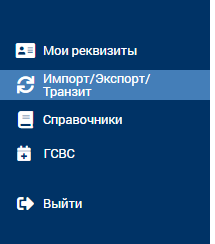 Мои реквизиты
Импорт/Экспорт/
Транзит
Справочники
ГСВС
Выйти